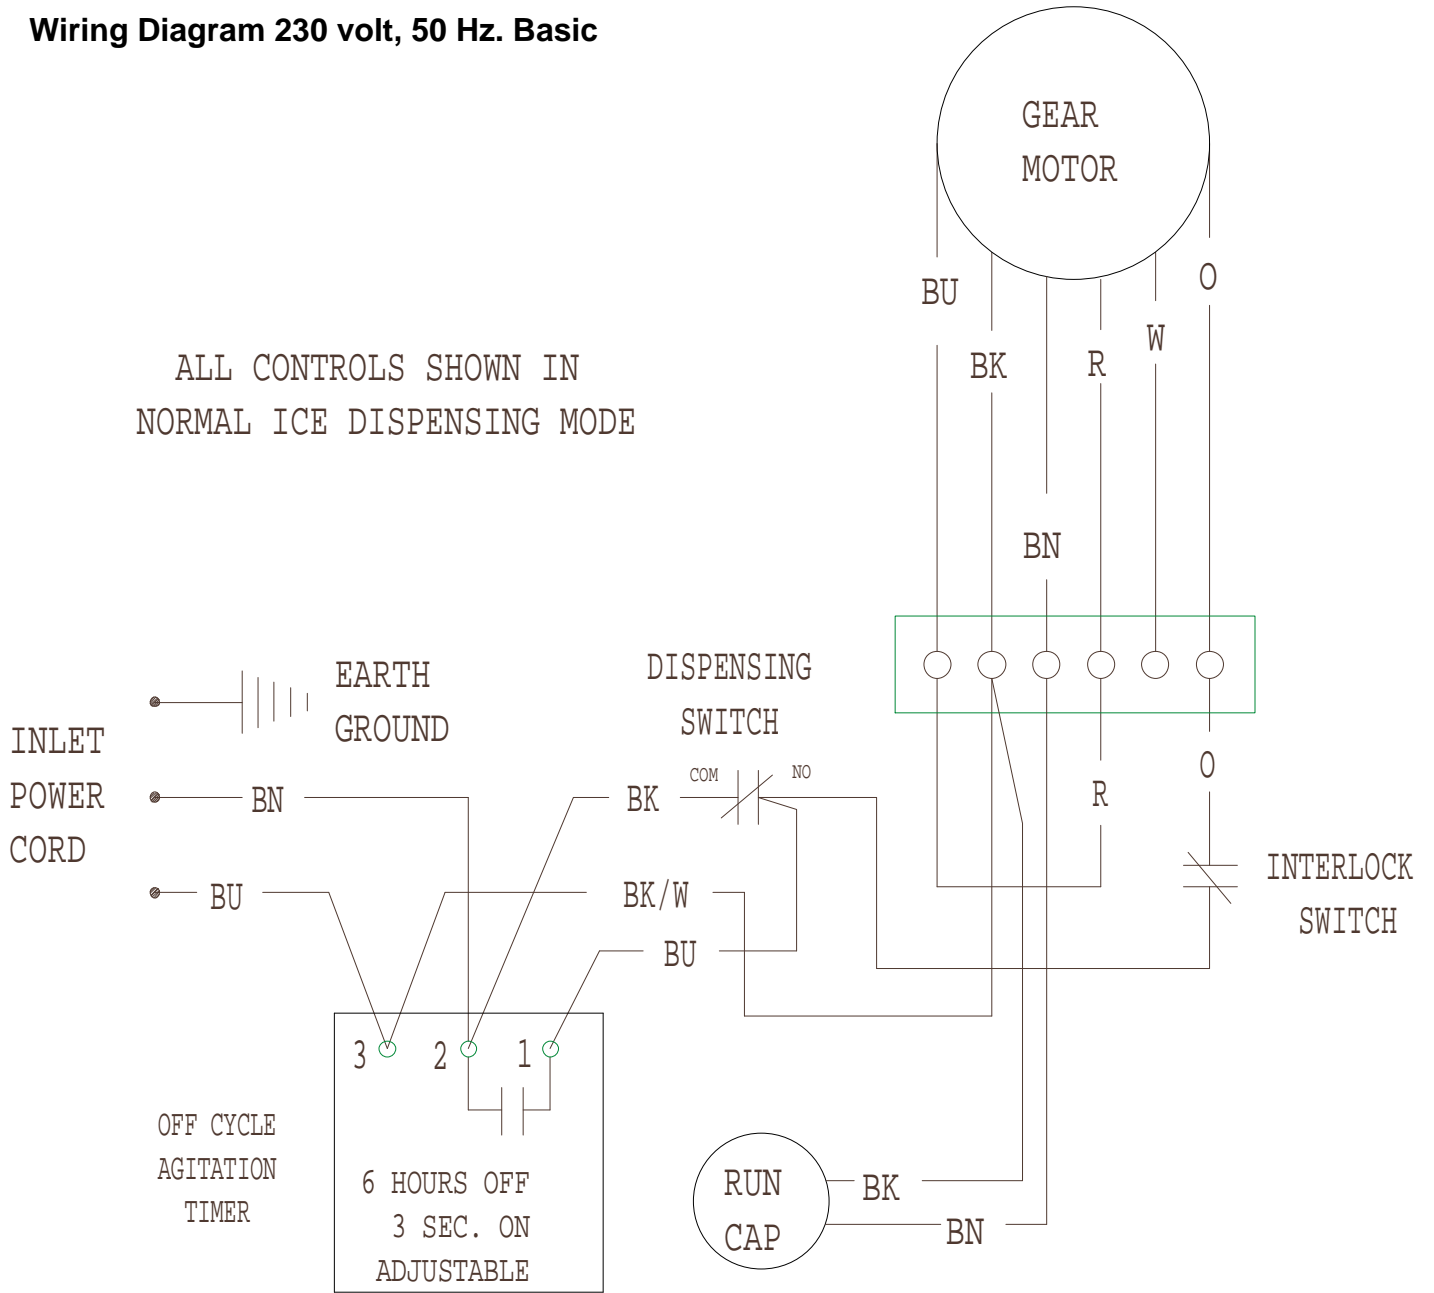 Wiring Diagram 230 volt, 50 Hz. Basic
GEAR
MOTOR
BU
O
BK
R
W
BN
ALL CONTROLS SHOWN IN
NORMAL ICE DISPENSING MODE
EARTH
GROUND
DISPENSING
SWITCH
INLET
POWER
CORD
BN
BU
COM
NO
BK
BK/W
BU
R
O
INTERLOCK
SWITCH
3
2
1
OFF CYCLE
AGITATION
TIMER
6 HOURS OFF
3 SEC. ON
ADJUSTABLE
RUN
CAP
BK
BN